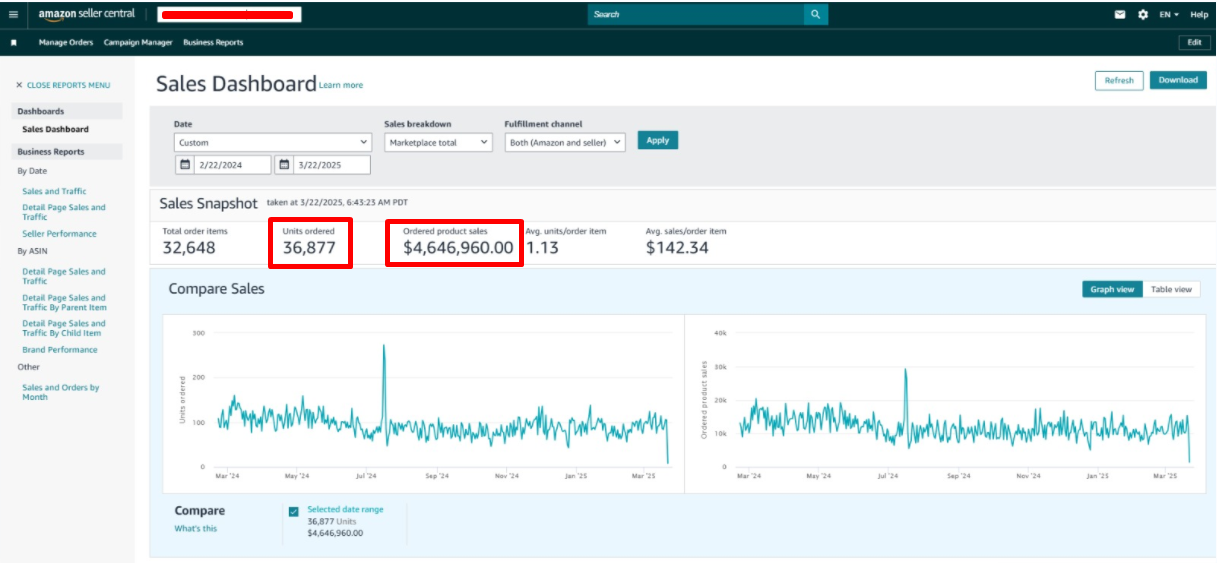 amazon seller central
Search
EN
Help
Manage Orders Campaign Manager Business Reports
Edit
× CLOSE REPORTS MENU
Dashboards
Sales Dashboard
Business Reports
By Date
Sales and Traffic
Detail Page Sales and
Traffic
Seller Performance
By ASIN
Detail Page Sales and
Traffic
Detail Page Sales and
Traffic By Parent Item
Detail Page Sales and
Traffic By Child Item
Brand Performance
Other
Sales and Orders by
Month
Sales Dashboard Learn more
Refresh
Download
Date
Custom
2/22/2024
3/22/2025
Sales breakdown
Marketplace total
Fulfillment channel
Both (Amazon and seller)
Apply
Sales Snapshot taken at 3/22/2025, 6:43:23 AM PDT
Total order items
32,648
Units ordered
36,877
Ordered product sales
$4,646,960.00
Avg. units/order item
1.13
Avg. sales/order item
$142.34
Compare Sales
Graph view
Table view
Units ordered
300
200
100
0
Mar '24 May '24 Jul '24 Sep '24 Nov '24 Jan '25 Mar '25
Ordered product sales
40k
30k
20k
10k
0
Mar '24 May '24 Jul '24 Sep '24 Nov '24 Jan '25 Mar '25
Compare
What's this
Selected date range
36,877 Units
$4,646,960.00